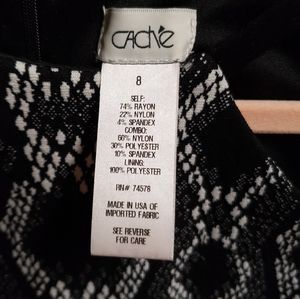 CACHÉ
8
SELF:
74% RAYON
22% NYLON
4% SPANDEX
COMBO:
60% NYLON
30% POLYESTER
10% SPANDEX
LINING:
100% POLYESTER
RN# 74578
MADE IN USA OF
IMPORTED FABRIC
SEE REVERSE
FOR CARE